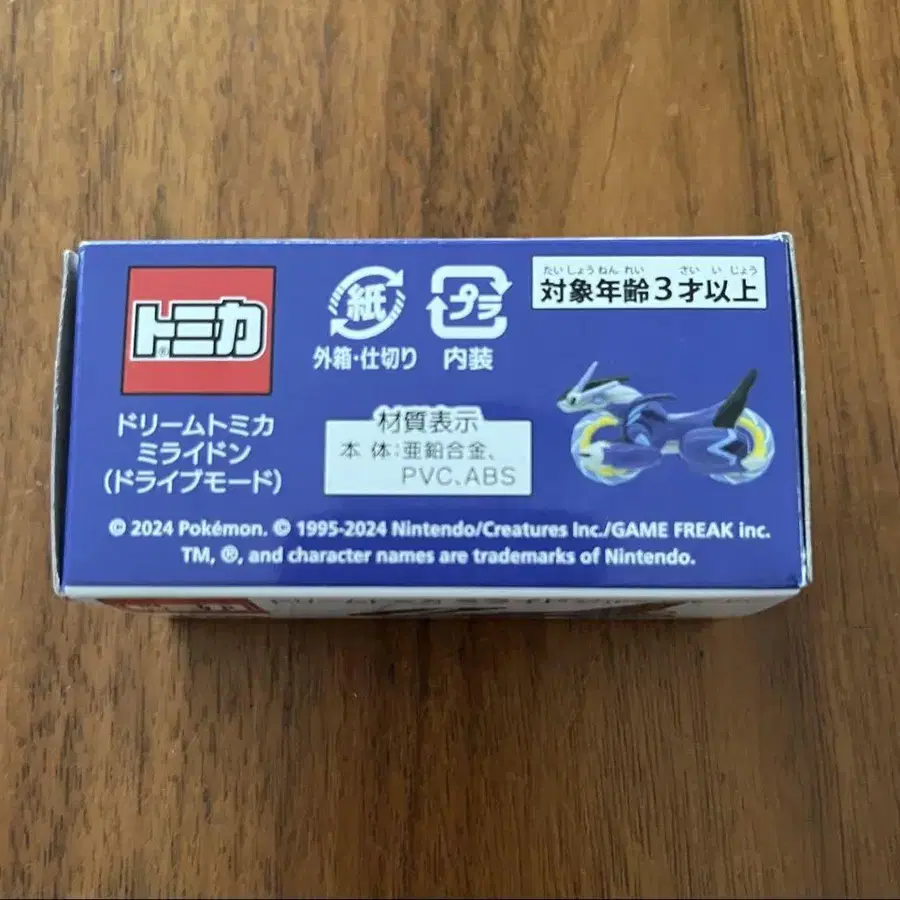 トミカ®
紙
外箱・仕切り
プラ
内装
たいしょうねんれい さいいじょう
対象年齢3才以上
ドリームトミカ
ミライドン
(ドライブモード)
材質表示
本 体:亜鉛合金、
PVC、ABS
© 2024 Pokémon. © 1995-2024 Nintendo/Creatures Inc./GAME FREAK inc.
TM, ®, and character names are trademarks of Nintendo.